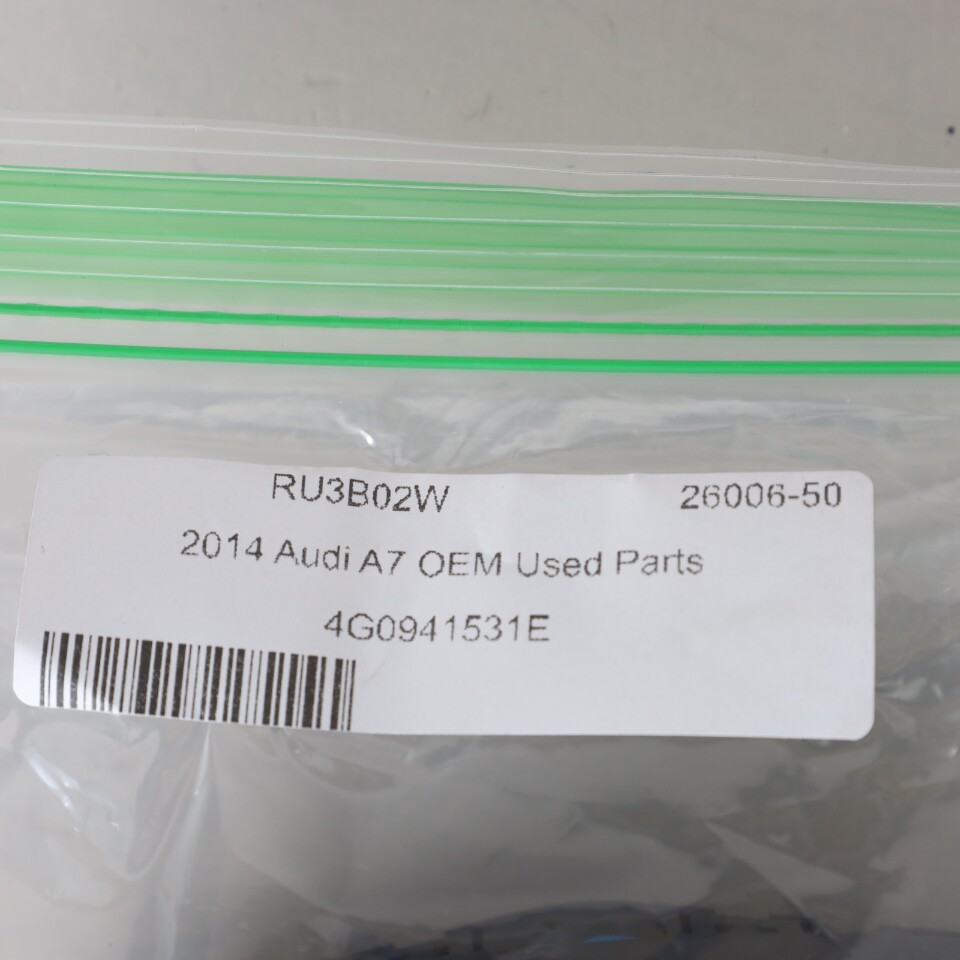 RU3B02W 26006-50
2014 Audi A7 OEM Used Parts
4G0941531E